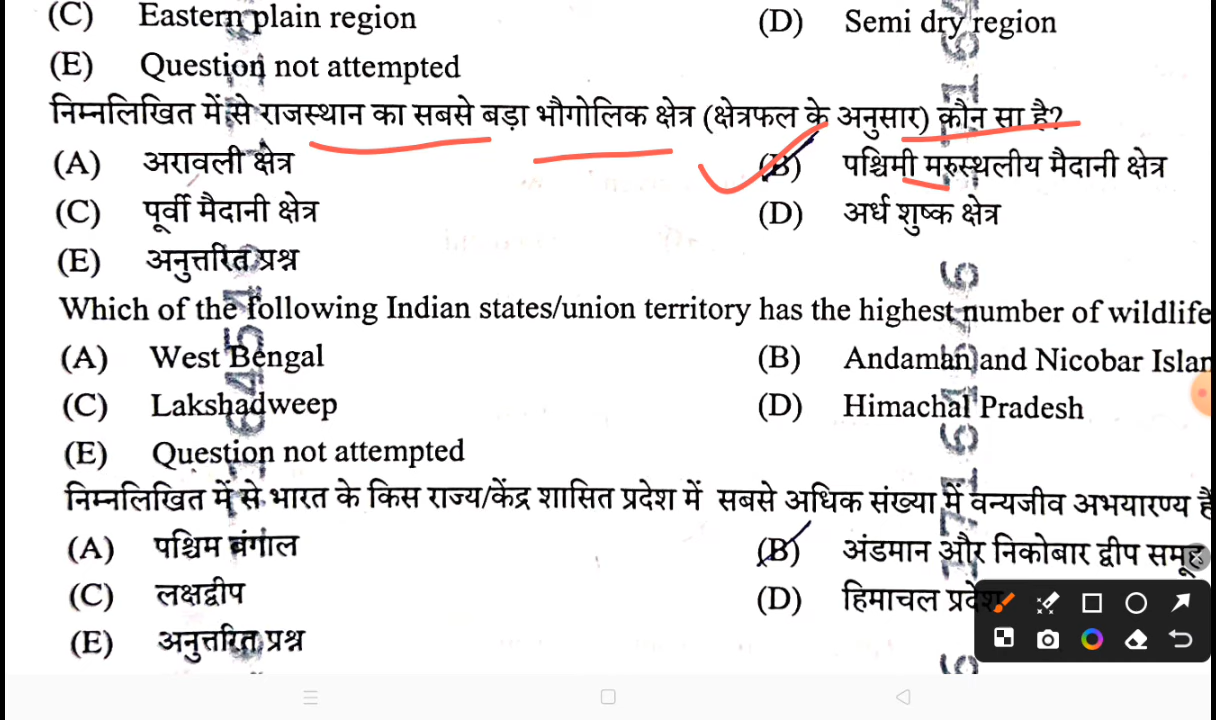 (C) Eastern plain region (D) Semi dry region
(E) Question not attempted
निम्नलिखित में से राजस्थान का सबसे बड़ा भौगोलिक क्षेत्र (क्षेत्रफल के अनुसार) कौन सा है?
(A) अरावली क्षेत्र (B) पश्चिमी मरुस्थलीय मैदानी क्षेत्र
(C) पूर्वी मैदानी क्षेत्र (D) अर्ध शुष्क क्षेत्र
(E) अनुत्तरित प्रश्न
Which of the following Indian states/union territory has the highest number of wildlife
(A) West Bengal (B) Andaman and Nicobar Islan
(C) Lakshadweep (D) Himachal Pradesh
(E) Question not attempted
निम्नलिखित में से भारत के किस राज्य/केंद्र शासित प्रदेश में सबसे अधिक संख्या में वन्यजीव अभयारण्य हैं
(A) पश्चिम बंगाल (B) अंडमान और निकोबार द्वीप समूह
(C) लक्षद्वीप (D) हिमाचल प्रदेश
(E) अनुत्तरित प्रश्न